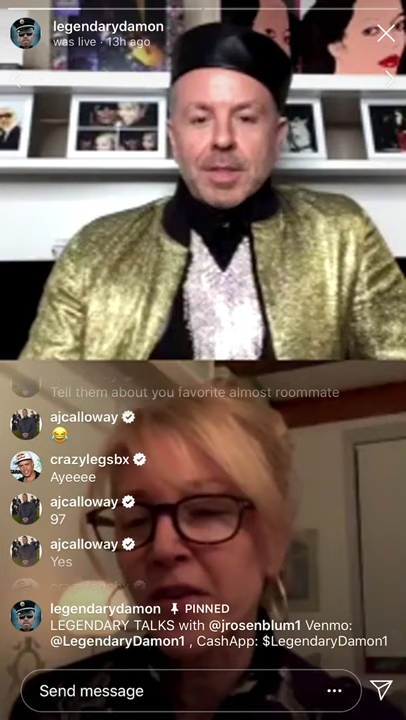 legendarydamon
was live · 13h ago
Tell them about you favorite almost roommate
ajcalloway
😂
crazylegsbx
Ayeeee
ajcalloway
97
ajcalloway
Yes
crazylegsbx
legendarydamon PINNED
LEGENDARY TALKS with @jrosenblum1 Venmo:
@LegendaryDamon1 , CashApp: $LegendaryDamon1
Send message